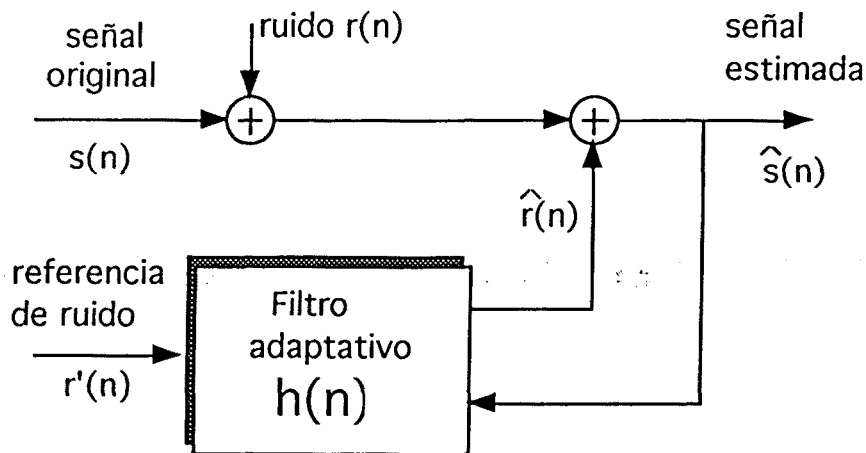 señal
original
ruido r(n)
señal
estimada
+
+
s(n)
ŝ(n)
r̂(n)
referencia
de ruido
r'(n)
Filtro
adaptativo
h(n)